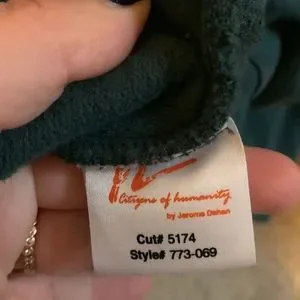 Citizens of humanity
by Jerome Dahan
Cut# 5174
Style# 773-069